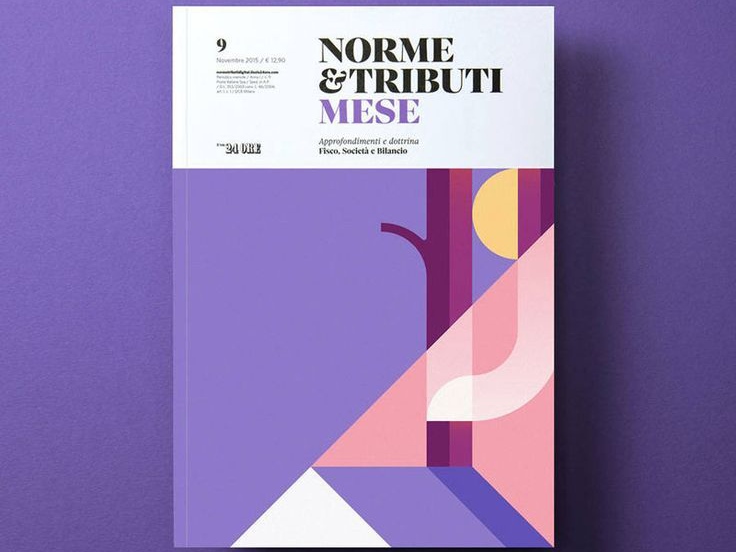 9
Novembre 2015 / € 12,90
NORME
&TRIBUTI
MESE
Approfondimenti e dottrina
Fisco, Società e Bilancio
24 ORE